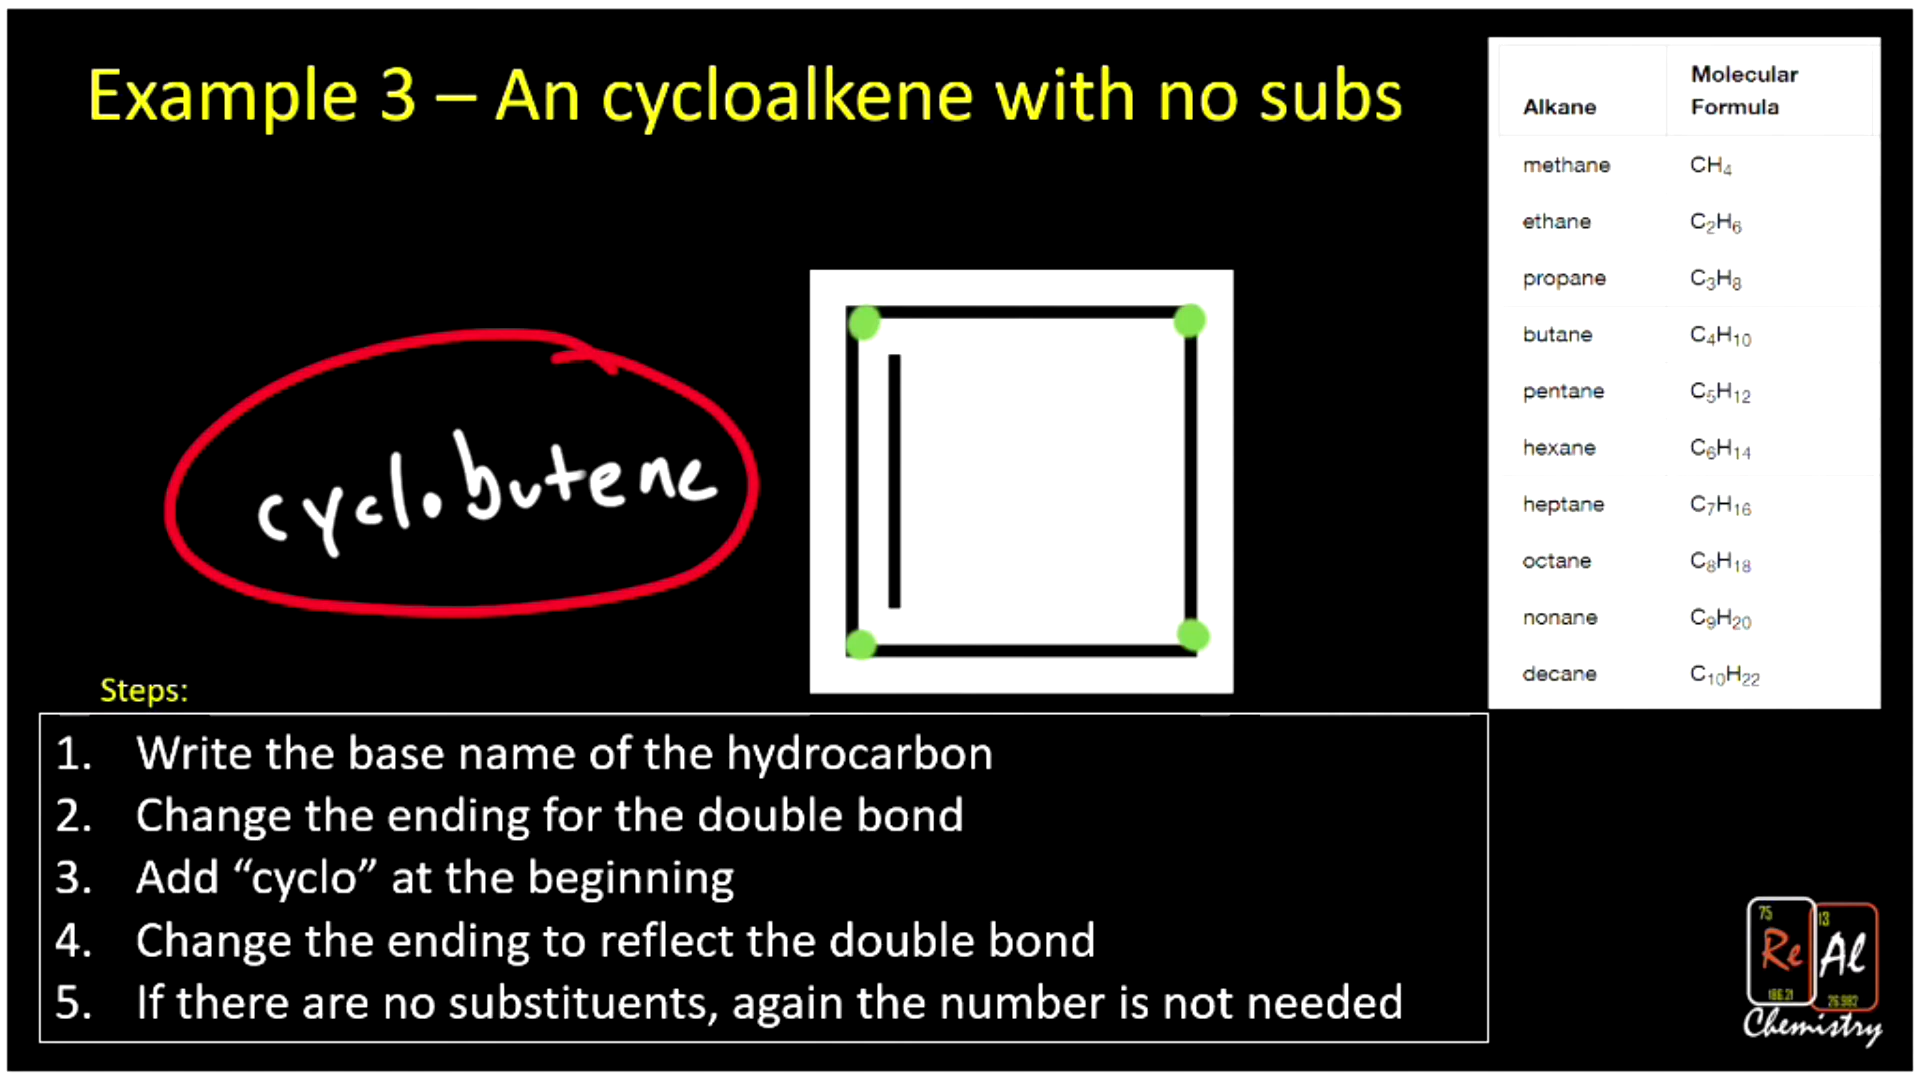 Example 3 – An cycloalkene with no subs
Alkane Molecular Formula
methane CH₄
ethane C₂H₆
propane C₃H₈
butane C₄H₁₀
pentane C₅H₁₂
hexane C₆H₁₄
heptane C₇H₁₆
octane C₈H₁₈
nonane C₉H₂₀
decane C₁₀H₂₂
cyclobutene
Steps:
1. Write the base name of the hydrocarbon
2. Change the ending for the double bond
3. Add “cyclo” at the beginning
4. Change the ending to reflect the double bond
5. If there are no substituents, again the number is not needed
75 13
Re Al
186.21 26.982
Chemistry